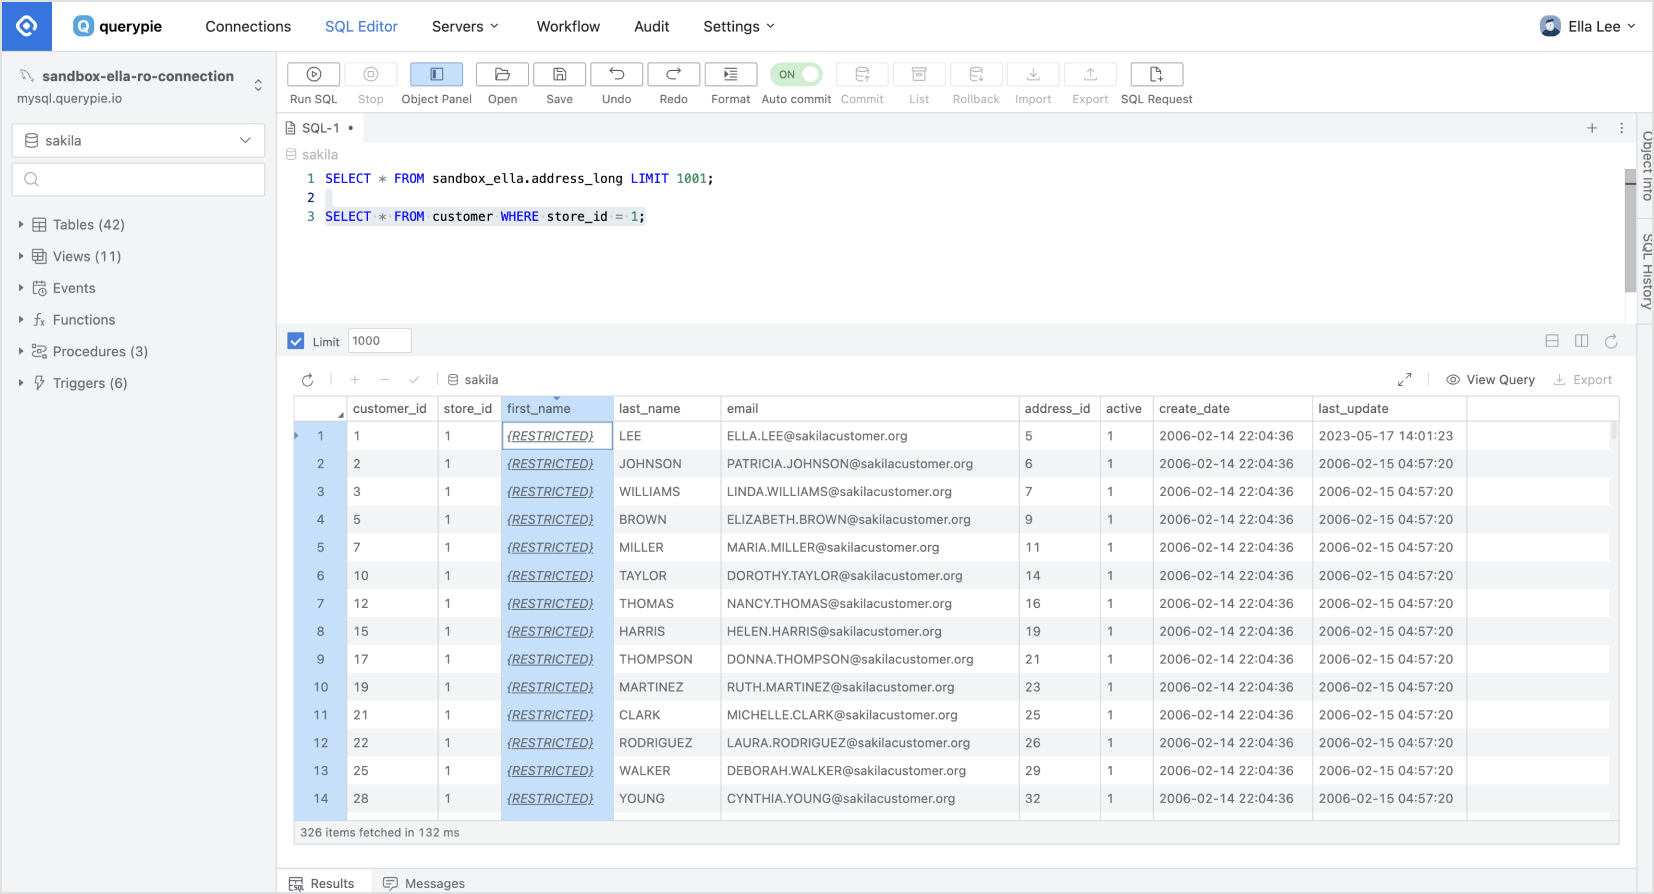 querypie Connections SQL Editor Servers Workflow Audit Settings Ella Lee
sandbox-ella-ro-connection
mysql.querypie.io
sakila
Tables (42)
Views (11)
Events
Functions
Procedures (3)
Triggers (6)
ON
Run SQL Stop Object Panel Open Save Undo Redo Format Auto commit Commit List Rollback Import Export SQL Request
SQL-1
sakila
1 SELECT * FROM sandbox_ella.address_long LIMIT 1001;
2
3 SELECT * FROM customer WHERE store_id = 1;
Object Info
SQL History
Limit 1000
sakila View Query Export
customer_id store_id first_name last_name email address_id active create_date last_update
1 1 1 {RESTRICTED} LEE ELLA.LEE@sakilacustomer.org 5 1 2006-02-14 22:04:36 2023-05-17 14:01:23
2 2 1 {RESTRICTED} JOHNSON PATRICIA.JOHNSON@sakilacustomer.org 6 1 2006-02-14 22:04:36 2006-02-15 04:57:20
3 3 1 {RESTRICTED} WILLIAMS LINDA.WILLIAMS@sakilacustomer.org 7 1 2006-02-14 22:04:36 2006-02-15 04:57:20
4 5 1 {RESTRICTED} BROWN ELIZABETH.BROWN@sakilacustomer.org 9 1 2006-02-14 22:04:36 2006-02-15 04:57:20
5 7 1 {RESTRICTED} MILLER MARIA.MILLER@sakilacustomer.org 11 1 2006-02-14 22:04:36 2006-02-15 04:57:20
6 10 1 {RESTRICTED} TAYLOR DOROTHY.TAYLOR@sakilacustomer.org 14 1 2006-02-14 22:04:36 2006-02-15 04:57:20
7 12 1 {RESTRICTED} THOMAS NANCY.THOMAS@sakilacustomer.org 16 1 2006-02-14 22:04:36 2006-02-15 04:57:20
8 15 1 {RESTRICTED} HARRIS HELEN.HARRIS@sakilacustomer.org 19 1 2006-02-14 22:04:36 2006-02-15 04:57:20
9 17 1 {RESTRICTED} THOMPSON DONNA.THOMPSON@sakilacustomer.org 21 1 2006-02-14 22:04:36 2006-02-15 04:57:20
10 19 1 {RESTRICTED} MARTINEZ RUTH.MARTINEZ@sakilacustomer.org 23 1 2006-02-14 22:04:36 2006-02-15 04:57:20
11 21 1 {RESTRICTED} CLARK MICHELLE.CLARK@sakilacustomer.org 25 1 2006-02-14 22:04:36 2006-02-15 04:57:20
12 22 1 {RESTRICTED} RODRIGUEZ LAURA.RODRIGUEZ@sakilacustomer.org 26 1 2006-02-14 22:04:36 2006-02-15 04:57:20
13 25 1 {RESTRICTED} WALKER DEBORAH.WALKER@sakilacustomer.org 29 1 2006-02-14 22:04:36 2006-02-15 04:57:20
14 28 1 {RESTRICTED} YOUNG CYNTHIA.YOUNG@sakilacustomer.org 32 1 2006-02-14 22:04:36 2006-02-15 04:57:20
326 items fetched in 132 ms
Results Messages